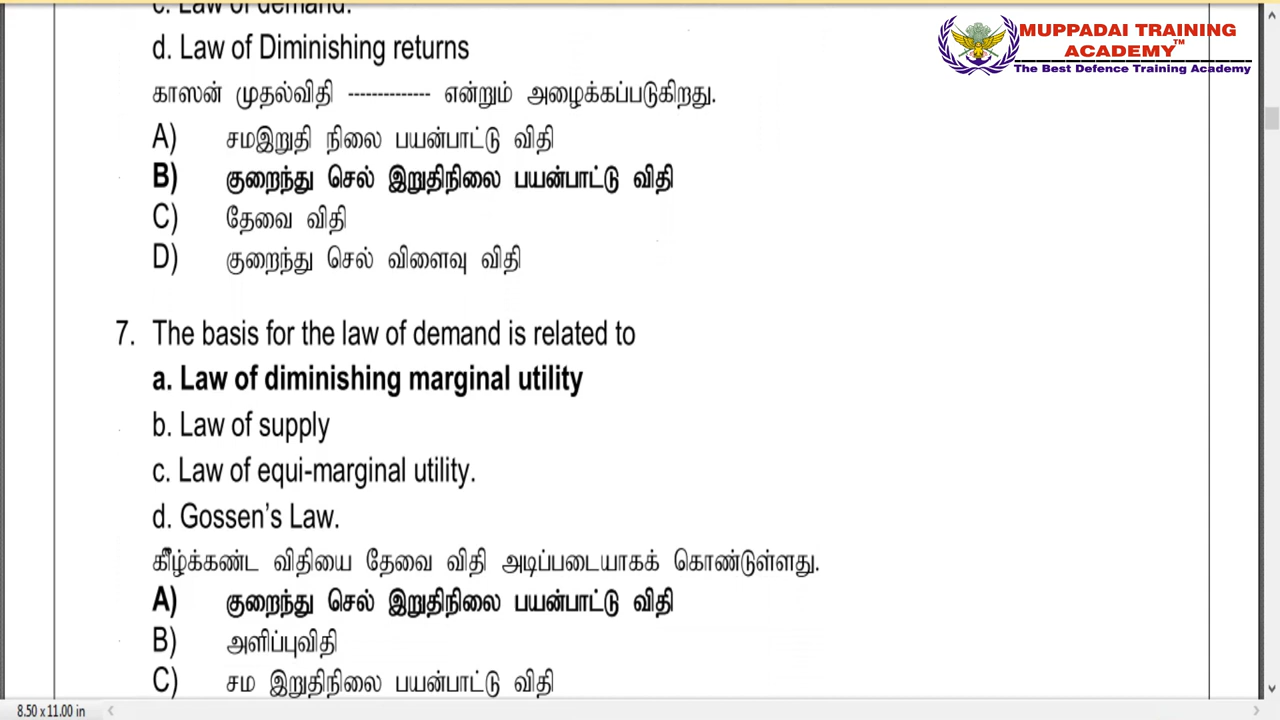 c. Law of demand.
d. Law of Diminishing returns
காஸன் முதல்விதி -------------- என்றும் அழைக்கப்படுகிறது.
A) சமஇறுதி நிலை பயன்பாட்டு விதி
B) குறைந்து செல் இறுதிநிலை பயன்பாட்டு விதி
C) தேவை விதி
D) குறைந்து செல் விளைவு விதி
7. The basis for the law of demand is related to
a. Law of diminishing marginal utility
b. Law of supply
c. Law of equi-marginal utility.
d. Gossen’s Law.
கீழ்க்கண்ட விதியை தேவை விதி அடிப்படையாகக் கொண்டுள்ளது.
A) குறைந்து செல் இறுதிநிலை பயன்பாட்டு விதி
B) அளிப்புவிதி
C) சம இறுதிநிலை பயன்பாட்டு விதி
MUPPADAI TRAINING
ACADEMY™
The Best Defence Training Academy
8.50 x 11.00 in